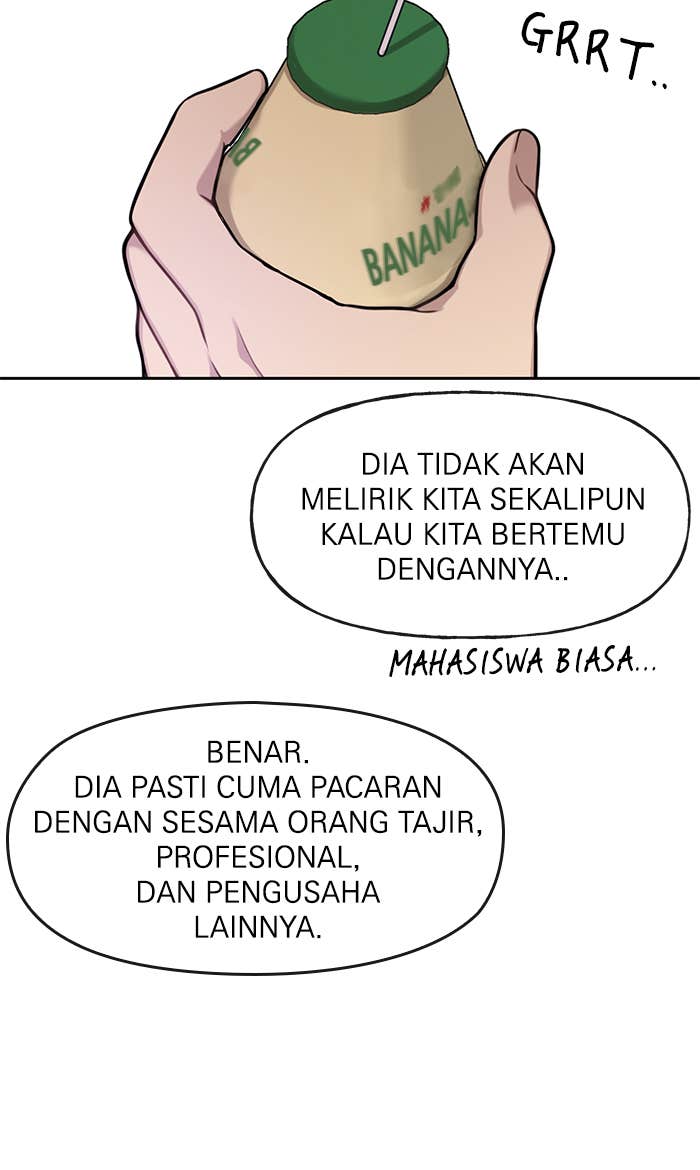 GRRT..
B
BANANA
DIA TIDAK AKAN
MELIRIK KITA SEKALIPUN
KALAU KITA BERTEMU
DENGANNYA..
MAHASISWA BIASA...
BENAR.
DIA PASTI CUMA PACARAN
DENGAN SESAMA ORANG TAJIR,
PROFESIONAL,
DAN PENGUSAHA
LAINNYA.